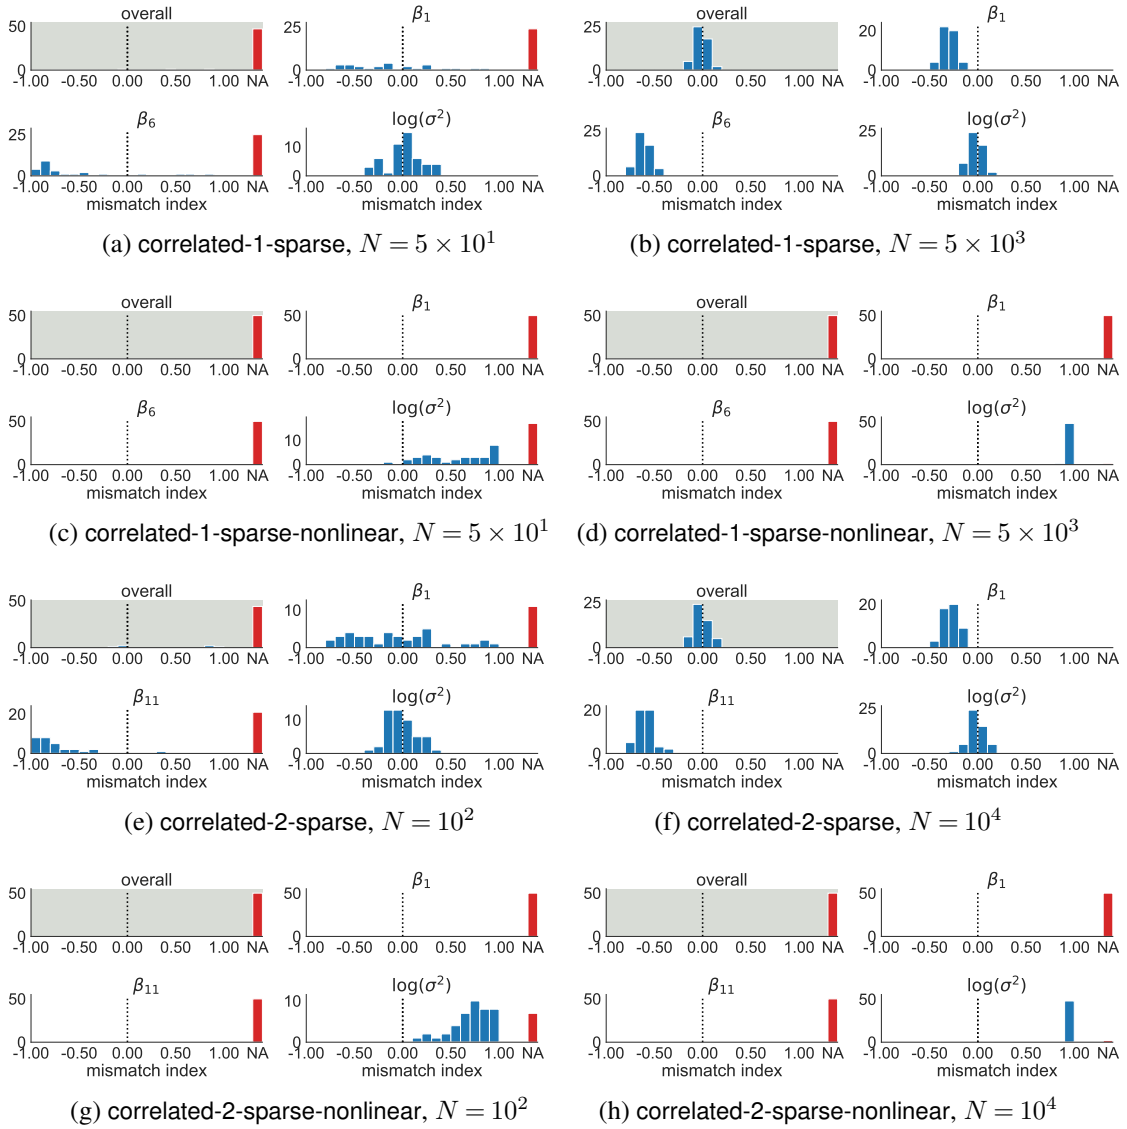 overall
50
0
-1.00 -0.50 0.00 0.50 1.00 NA
β₁
25
0
-1.00 -0.50 0.00 0.50 1.00 NA
β₆
25
0
-1.00 -0.50 0.00 0.50 1.00 NA
mismatch index
log(σ²)
10
0
-1.00 -0.50 0.00 0.50 1.00 NA
(a) correlated-1-sparse, N = 5 × 10¹
overall
25
0
-1.00 -0.50 0.00 0.50 1.00 NA
β₁
20
0
-1.00 -0.50 0.00 0.50 1.00 NA
β₆
25
0
-1.00 -0.50 0.00 0.50 1.00 NA
mismatch index
log(σ²)
25
0
-1.00 -0.50 0.00 0.50 1.00 NA
(b) correlated-1-sparse, N = 5 × 10³
overall
50
0
-1.00 -0.50 0.00 0.50 1.00 NA
β₁
50
0
-1.00 -0.50 0.00 0.50 1.00 NA
β₆
50
0
-1.00 -0.50 0.00 0.50 1.00 NA
mismatch index
log(σ²)
10
0
-1.00 -0.50 0.00 0.50 1.00 NA
(c) correlated-1-sparse-nonlinear, N = 5 × 10¹
overall
50
0
-1.00 -0.50 0.00 0.50 1.00 NA
β₁
50
0
-1.00 -0.50 0.00 0.50 1.00 NA
β₆
50
0
-1.00 -0.50 0.00 0.50 1.00 NA
mismatch index
log(σ²)
50
0
-1.00 -0.50 0.00 0.50 1.00 NA
(d) correlated-1-sparse-nonlinear, N = 5 × 10³
overall
50
0
-1.00 -0.50 0.00 0.50 1.00 NA
β₁
10
0
-1.00 -0.50 0.00 0.50 1.00 NA
β₁₁
20
0
-1.00 -0.50 0.00 0.50 1.00 NA
mismatch index
log(σ²)
10
0
-1.00 -0.50 0.00 0.50 1.00 NA
(e) correlated-2-sparse, N = 10²
overall
25
0
-1.00 -0.50 0.00 0.50 1.00 NA
β₁
20
0
-1.00 -0.50 0.00 0.50 1.00 NA
β₁₁
20
0
-1.00 -0.50 0.00 0.50 1.00 NA
mismatch index
log(σ²)
25
0
-1.00 -0.50 0.00 0.50 1.00 NA
(f) correlated-2-sparse, N = 10⁴
overall
50
0
-1.00 -0.50 0.00 0.50 1.00 NA
β₁
50
0
-1.00 -0.50 0.00 0.50 1.00 NA
β₁₁
50
0
-1.00 -0.50 0.00 0.50 1.00 NA
mismatch index
log(σ²)
10
0
-1.00 -0.50 0.00 0.50 1.00 NA
(g) correlated-2-sparse-nonlinear, N = 10²
overall
50
0
-1.00 -0.50 0.00 0.50 1.00 NA
β₁
50
0
-1.00 -0.50 0.00 0.50 1.00 NA
β₁₁
50
0
-1.00 -0.50 0.00 0.50 1.00 NA
mismatch index
log(σ²)
50
0
-1.00 -0.50 0.00 0.50 1.00 NA
(h) correlated-2-sparse-nonlinear, N = 10⁴